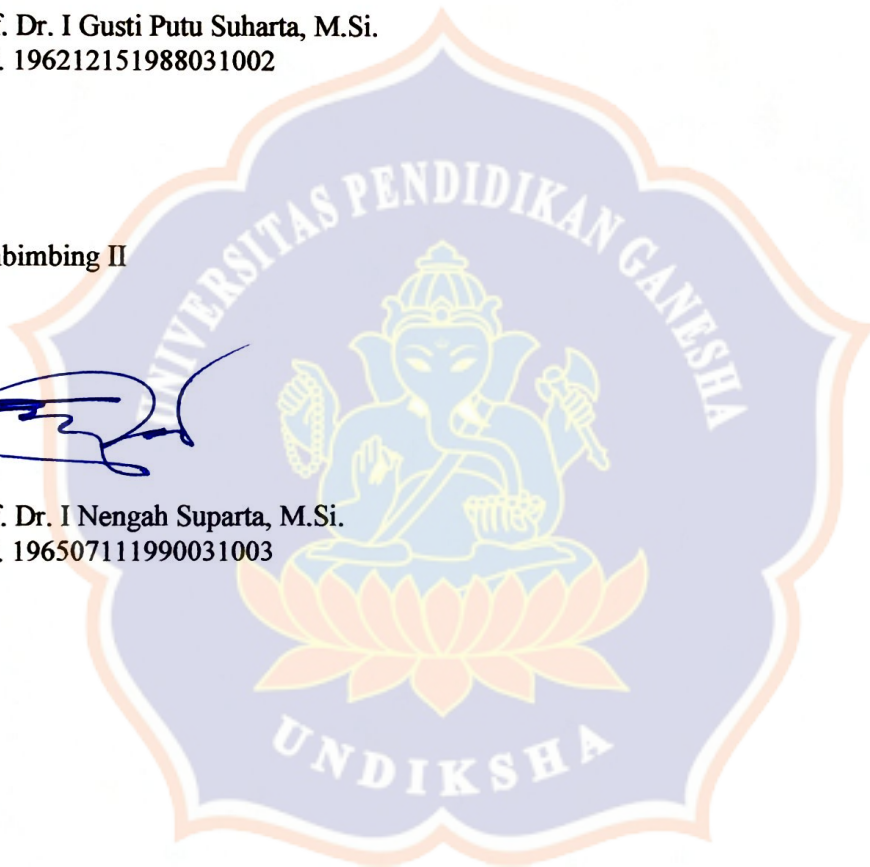 f. Dr. I Gusti Putu Suharta, M.Si.
. 196212151988031002
UNIVERSITAS PENDIDIKAN GANESHA
bimbing II
f. Dr. I Nengah Suparta, M.Si.
. 196507111990031003
UNDIKSHA